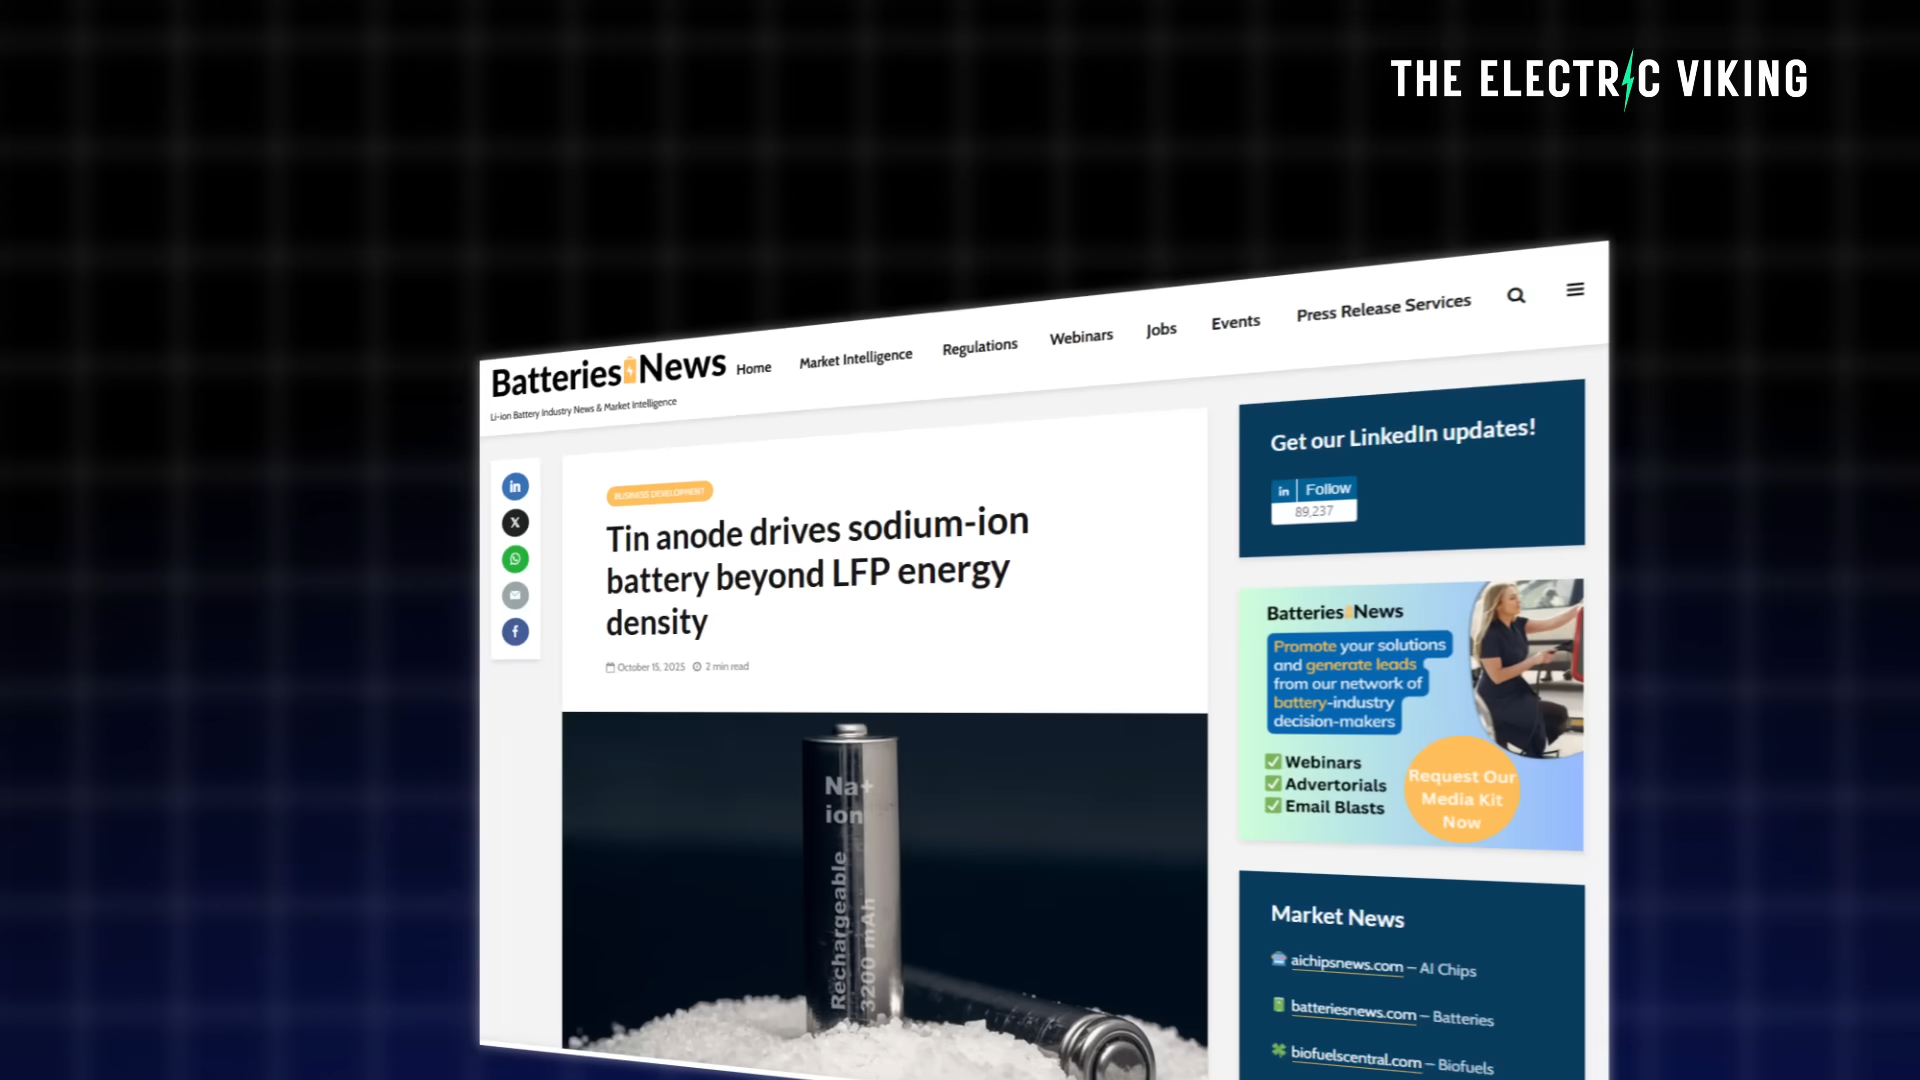 THE ELECTRIC VIKING
Batteries News
Li-ion Battery Industry News & Market Intelligence
Home
Market Intelligence
Regulations
Webinars
Jobs
Events
Press Release Services
BUSINESS DEVELOPMENT
Tin anode drives sodium-ion
battery beyond LFP energy
density
October 15, 2025 2 min read
Na+
ion
Rechargeable
3200 mAh
Get our LinkedIn updates!
in Follow
89,237
Batteries News
Promote your solutions
and generate leads
from our network of
battery-industry
decision-makers
Webinars
Advertorials
Email Blasts
Request Our
Media Kit
Now
Market News
aichipsnews.com – AI Chips
batteriesnews.com – Batteries
biofuelscentral.com – Biofuels